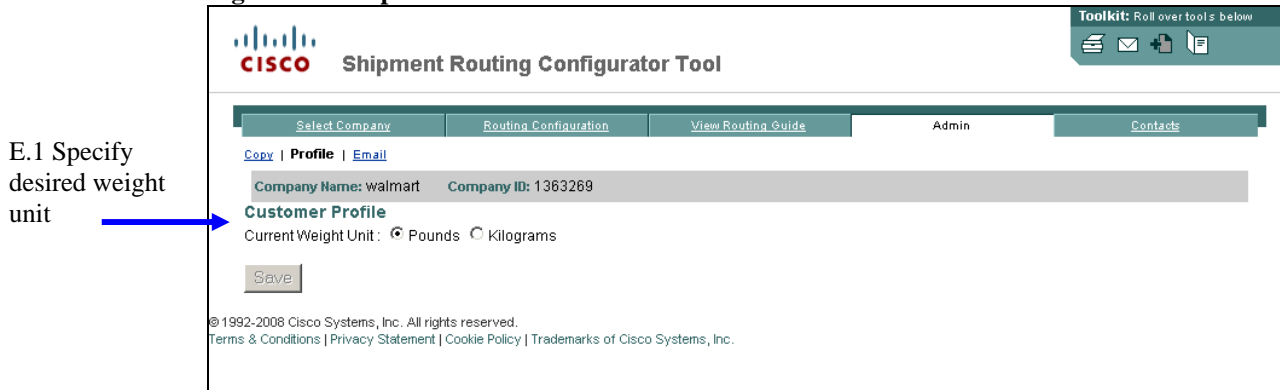 Toolkit: Roll over tools below
CISCO Shipment Routing Configurator Tool
Select Company Routing Configuration View Routing Guide Admin Contacts
Copy | Profile | Email
Company Name: walmart Company ID: 1363269
E.1 Specify
desired weight
unit
Customer Profile
Current Weight Unit : Pounds Kilograms
Save
© 1992-2008 Cisco Systems, Inc. All rights reserved.
Terms & Conditions | Privacy Statement | Cookie Policy | Trademarks of Cisco Systems, Inc.